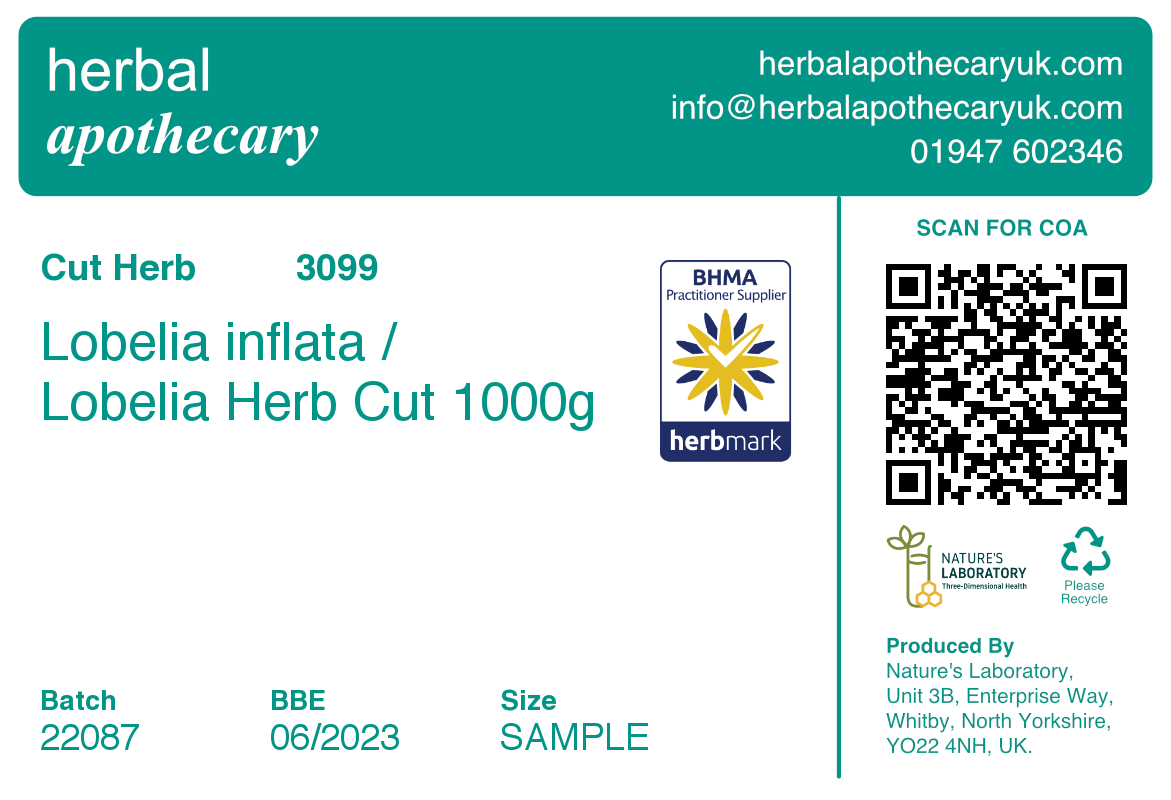 herbal
apothecary
herbalapothecaryuk.com
info@herbalapothecaryuk.com
01947 602346
Cut Herb 3099
Lobelia inflata /
Lobelia Herb Cut 1000g
BHMA
Practitioner Supplier
herbmark
Batch
22087
BBE
06/2023
Size
SAMPLE
SCAN FOR COA
NATURE'S
LABORATORY
Three-Dimensional Health
Please
Recycle
Produced By
Nature's Laboratory,
Unit 3B, Enterprise Way,
Whitby, North Yorkshire,
YO22 4NH, UK.